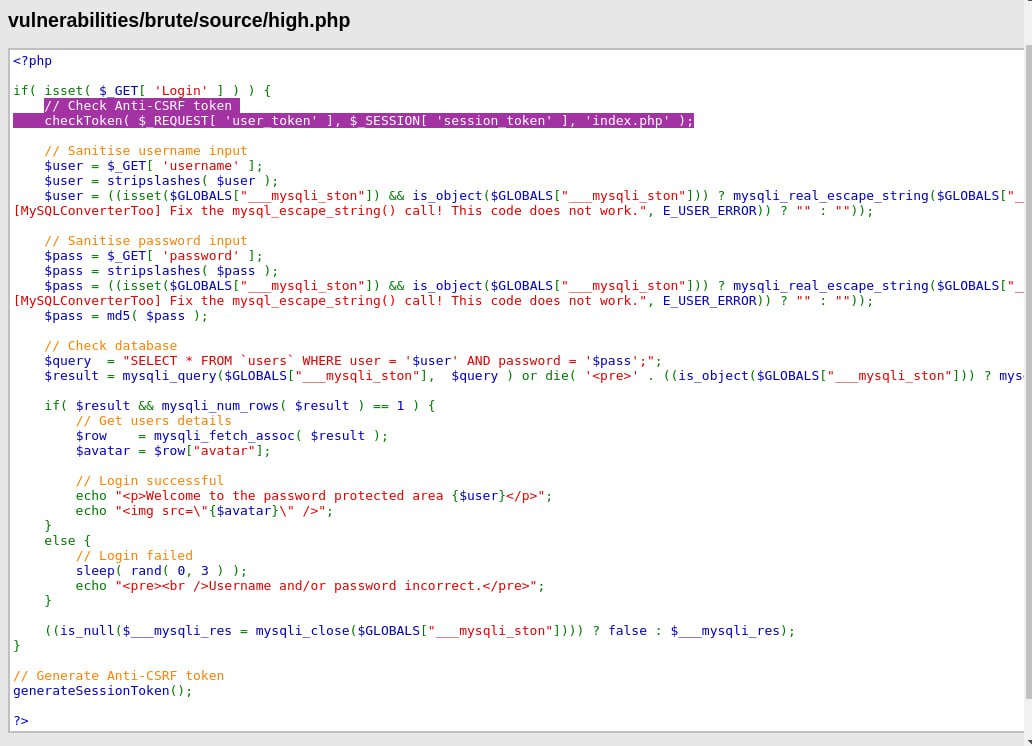 vulnerabilities/brute/source/high.php
<?php
if( isset( $_GET[ 'Login' ] ) ) {
// Check Anti-CSRF token
checkToken( $_REQUEST[ 'user_token' ], $_SESSION[ 'session_token' ], 'index.php' );
// Sanitise username input
$user = $_GET[ 'username' ];
$user = stripslashes( $user );
$user = ((isset($GLOBALS["___mysqli_ston"]) && is_object($GLOBALS["___mysqli_ston"])) ? mysqli_real_escape_string($GLOBALS["_
[MySQLConverterToo] Fix the mysql_escape_string() call! This code does not work.", E_USER_ERROR)) ? "" : ""));
// Sanitise password input
$pass = $_GET[ 'password' ];
$pass = stripslashes( $pass );
$pass = ((isset($GLOBALS["___mysqli_ston"]) && is_object($GLOBALS["___mysqli_ston"])) ? mysqli_real_escape_string($GLOBALS["_
[MySQLConverterToo] Fix the mysql_escape_string() call! This code does not work.", E_USER_ERROR)) ? "" : ""));
$pass = md5( $pass );
// Check database
$query  = "SELECT * FROM `users` WHERE user = '$user' AND password = '$pass';";
$result = mysqli_query($GLOBALS["___mysqli_ston"],  $query ) or die( '<pre>' . ((is_object($GLOBALS["___mysqli_ston"])) ? mys
if( $result && mysqli_num_rows( $result ) == 1 ) {
// Get users details
$row    = mysqli_fetch_assoc( $result );
$avatar = $row["avatar"];
// Login successful
echo "<p>Welcome to the password protected area {$user}</p>";
echo "<img src=\"{$avatar}\" />";
}
else {
// Login failed
sleep( rand( 0, 3 ) );
echo "<pre><br />Username and/or password incorrect.</pre>";
}
((is_null($___mysqli_res = mysqli_close($GLOBALS["___mysqli_ston"]))) ? false : $___mysqli_res);
}
// Generate Anti-CSRF token
generateSessionToken();
?>